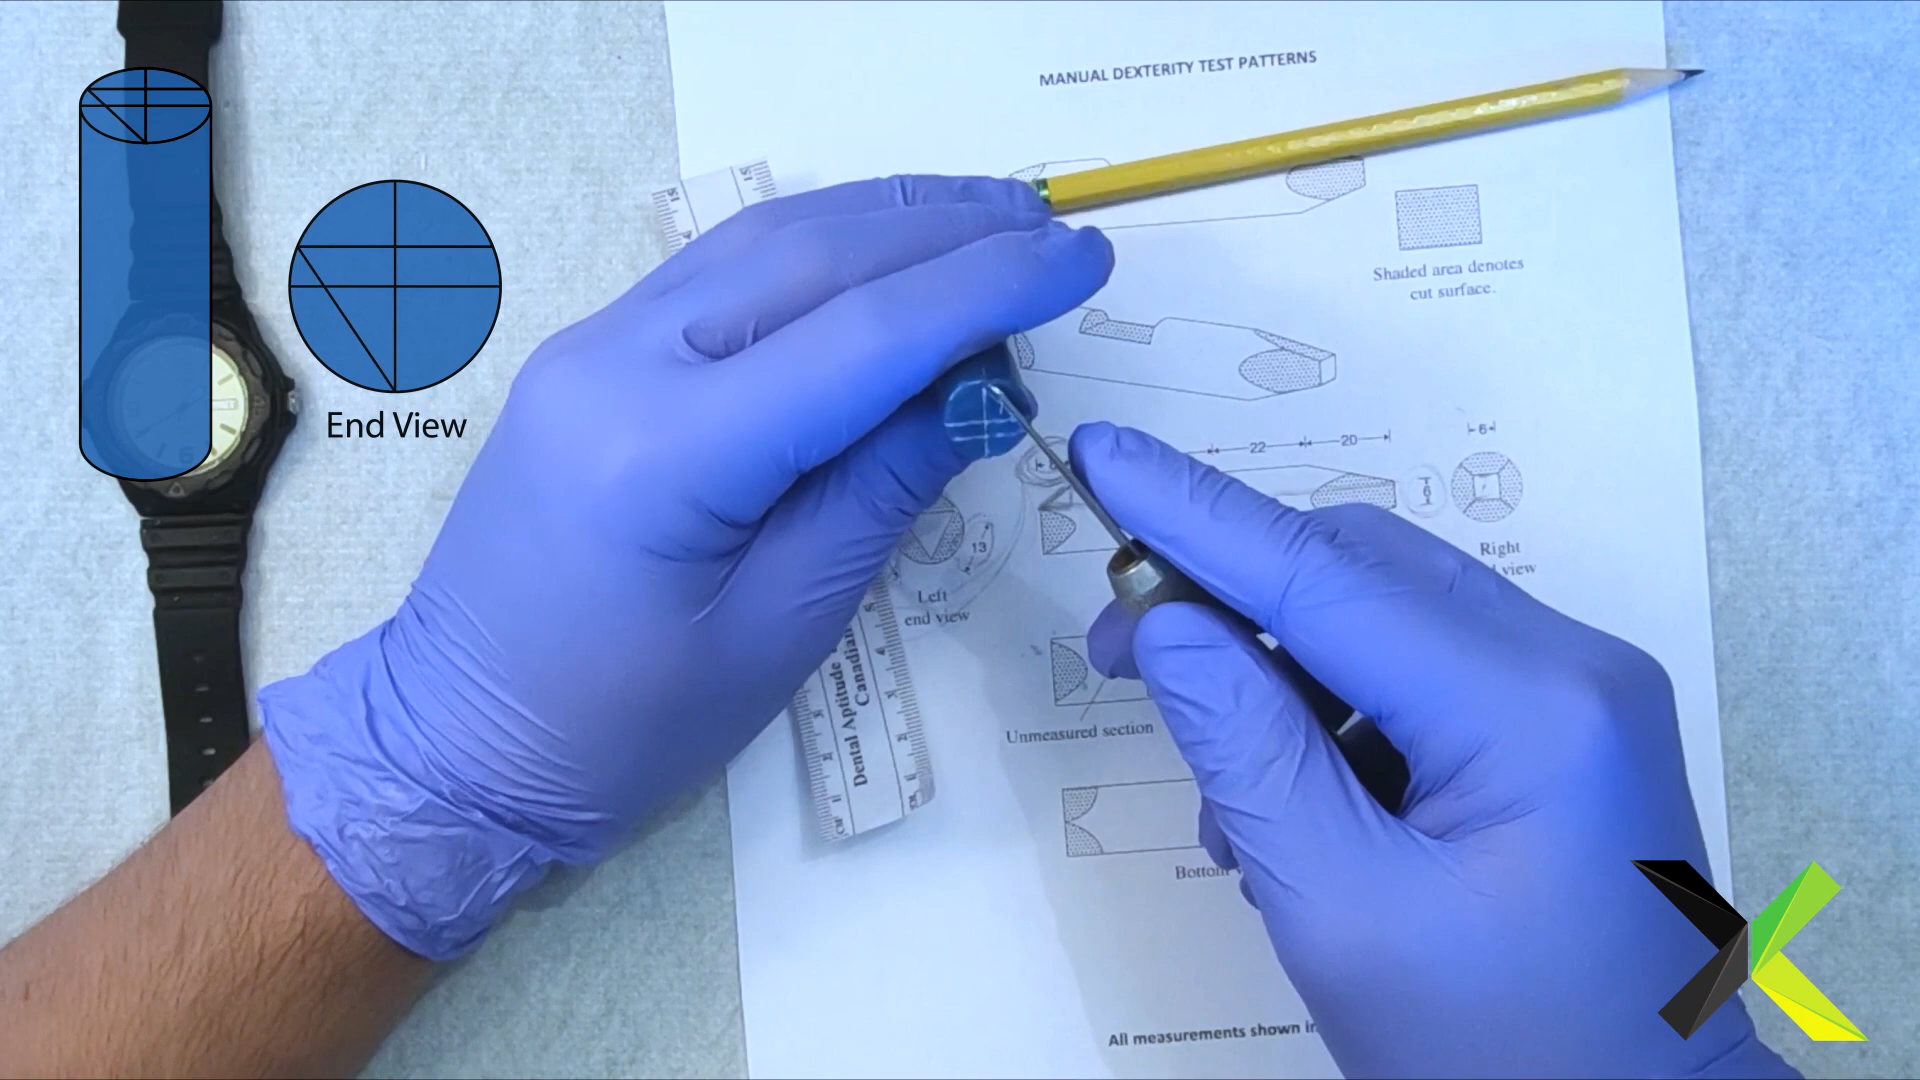 MANUAL DEXTERITY TEST PATTERNS
Shaded area denotes
cut surface.
End View
22
20
6
6
13
Left
end view
Right
view
Dental Aptitude
Canadian
Unmeasured section
Bottom
All measurements shown in